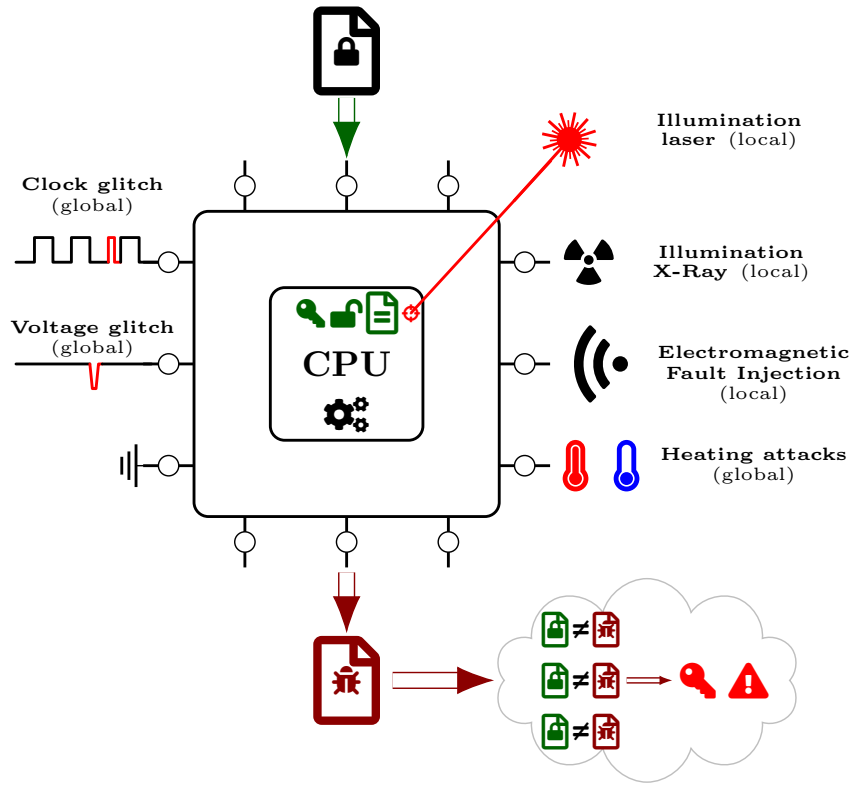 Illumination
laser (local)
Clock glitch
(global)
Illumination
X-Ray (local)
Voltage glitch
(global)
CPU
Electromagnetic
Fault Injection
(local)
Heating attacks
(global)
≠
≠
≠